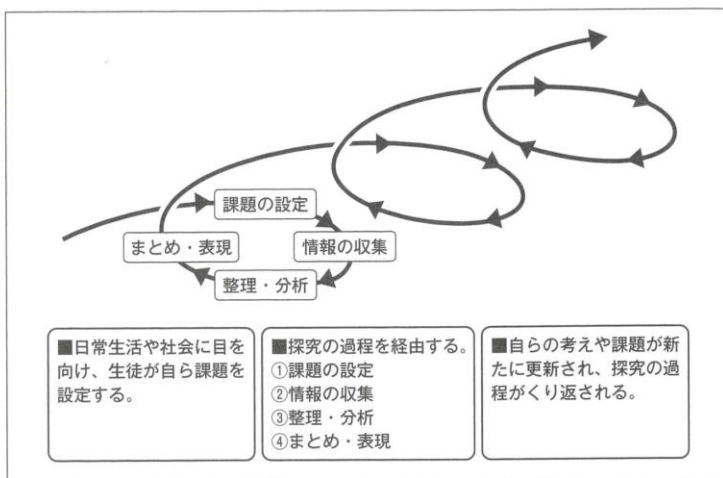 課題の設定
まとめ・表現
情報の収集
整理・分析
■日常生活や社会に目を
向け、生徒が自ら課題を
設定する。
■探究の過程を経由する。
①課題の設定
②情報の収集
③整理・分析
④まとめ・表現
■自らの考えや課題が新
たに更新され、探究の過
程がくり返される。